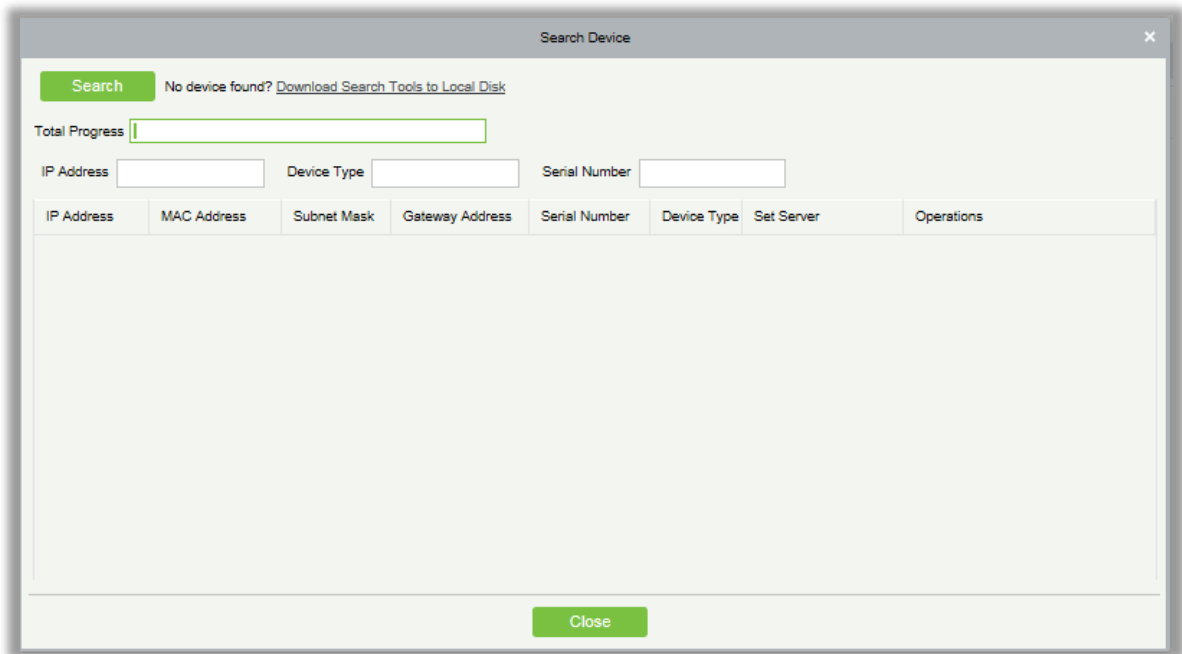 Search Device
Search No device found? Download Search Tools to Local Disk
Total Progress
IP Address Device Type Serial Number
IP Address MAC Address Subnet Mask Gateway Address Serial Number Device Type Set Server Operations
Close